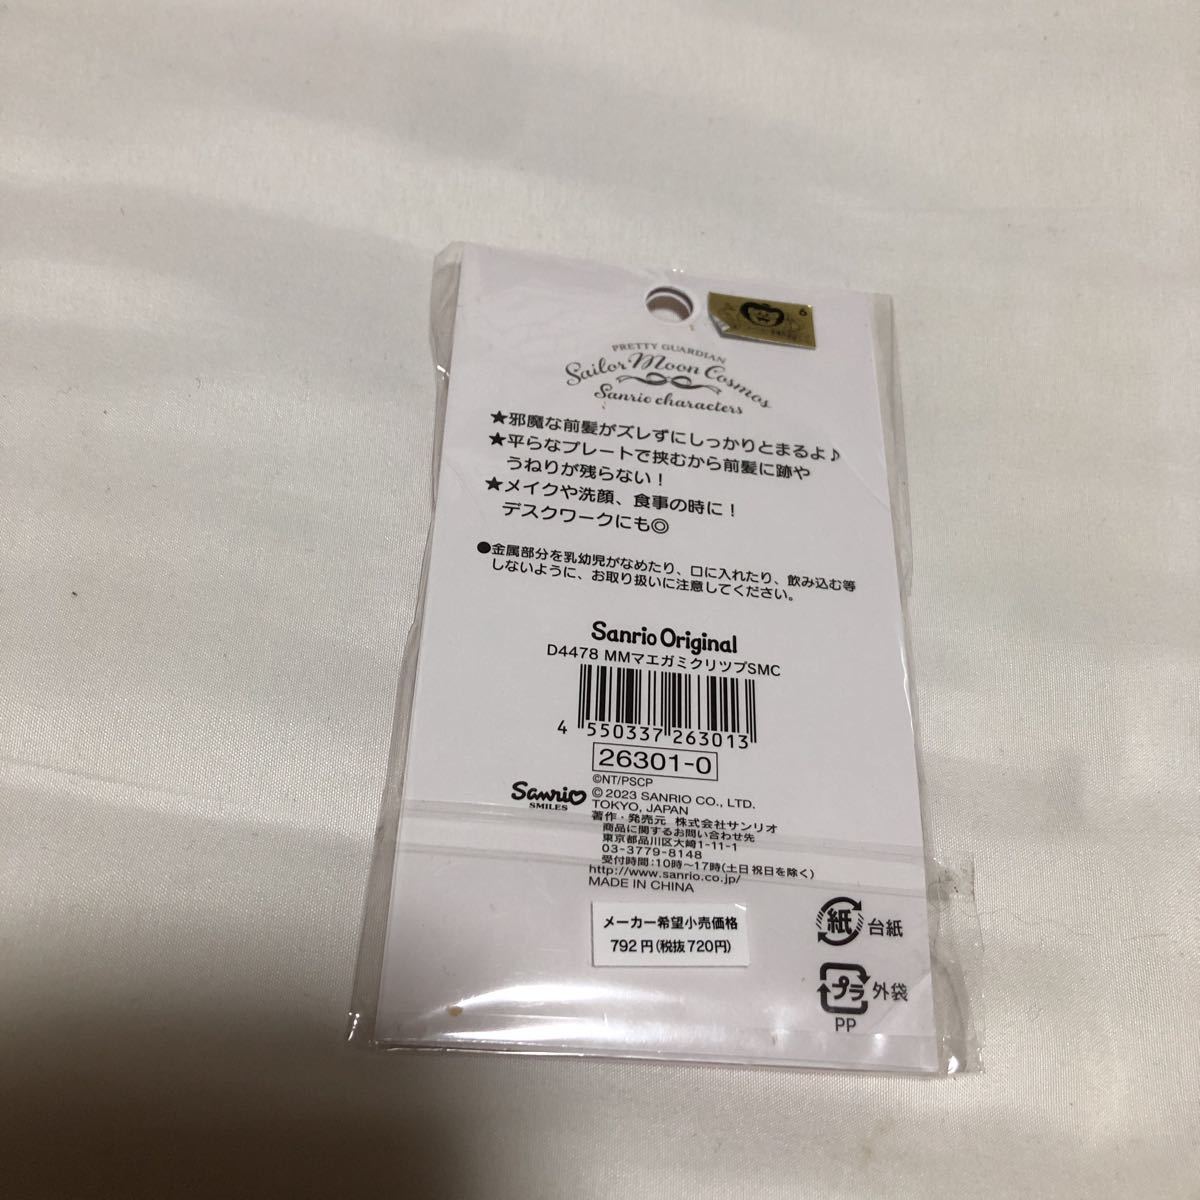 6
PRETTY GUARDIAN
Sailor Moon Cosmos
Sanrio characters
★邪魔な前髪がズレずにしっかりとまるよ♪
★平らなプレートで挟むから前髪に跡や
うねりが残らない！
★メイクや洗顔、食事の時に！
デスクワークにも◎
●金属部分を乳幼児がなめたり、口に入れたり、飲み込む等
しないように、お取り扱いに注意してください。
Sanrio Original
D4478 MMマエガミクリツプSMC
4 550337 263013
26301-0
©NT/PSCP
Sanrio
SMILES
© 2023 SANRIO CO., LTD.
TOKYO, JAPAN
著作・発売元 株式会社サンリオ
商品に関するお問い合わせ先
東京都品川区大崎1-11-1
03-3779-8148
受付時間:10時～17時(土日祝日を除く)
http://www.sanrio.co.jp/
MADE IN CHINA
メーカー希望小売価格
792円(税抜720円)
紙 台紙
プラ 外袋
PP